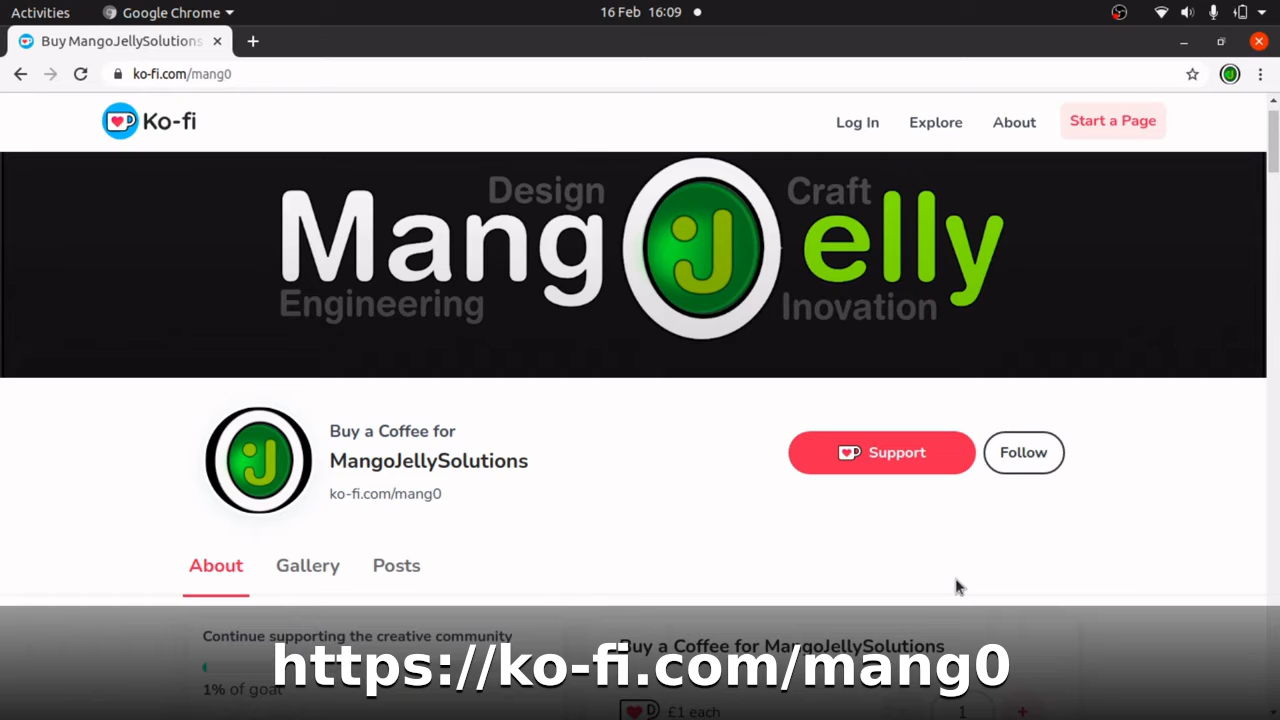 Activities Google Chrome 16 Feb 16:09
Buy MangoJellySolutions
ko-fi.com/mang0
Ko-fi Log In Explore About Start a Page
Design Craft
Mang elly
Engineering Inovation
Buy a Coffee for
MangoJellySolutions
ko-fi.com/mang0
Support Follow
About Gallery Posts
Continue supporting the creative community
1% of goal
Buy a Coffee for MangoJellySolutions
£1 each 1 +
https://ko-fi.com/mang0